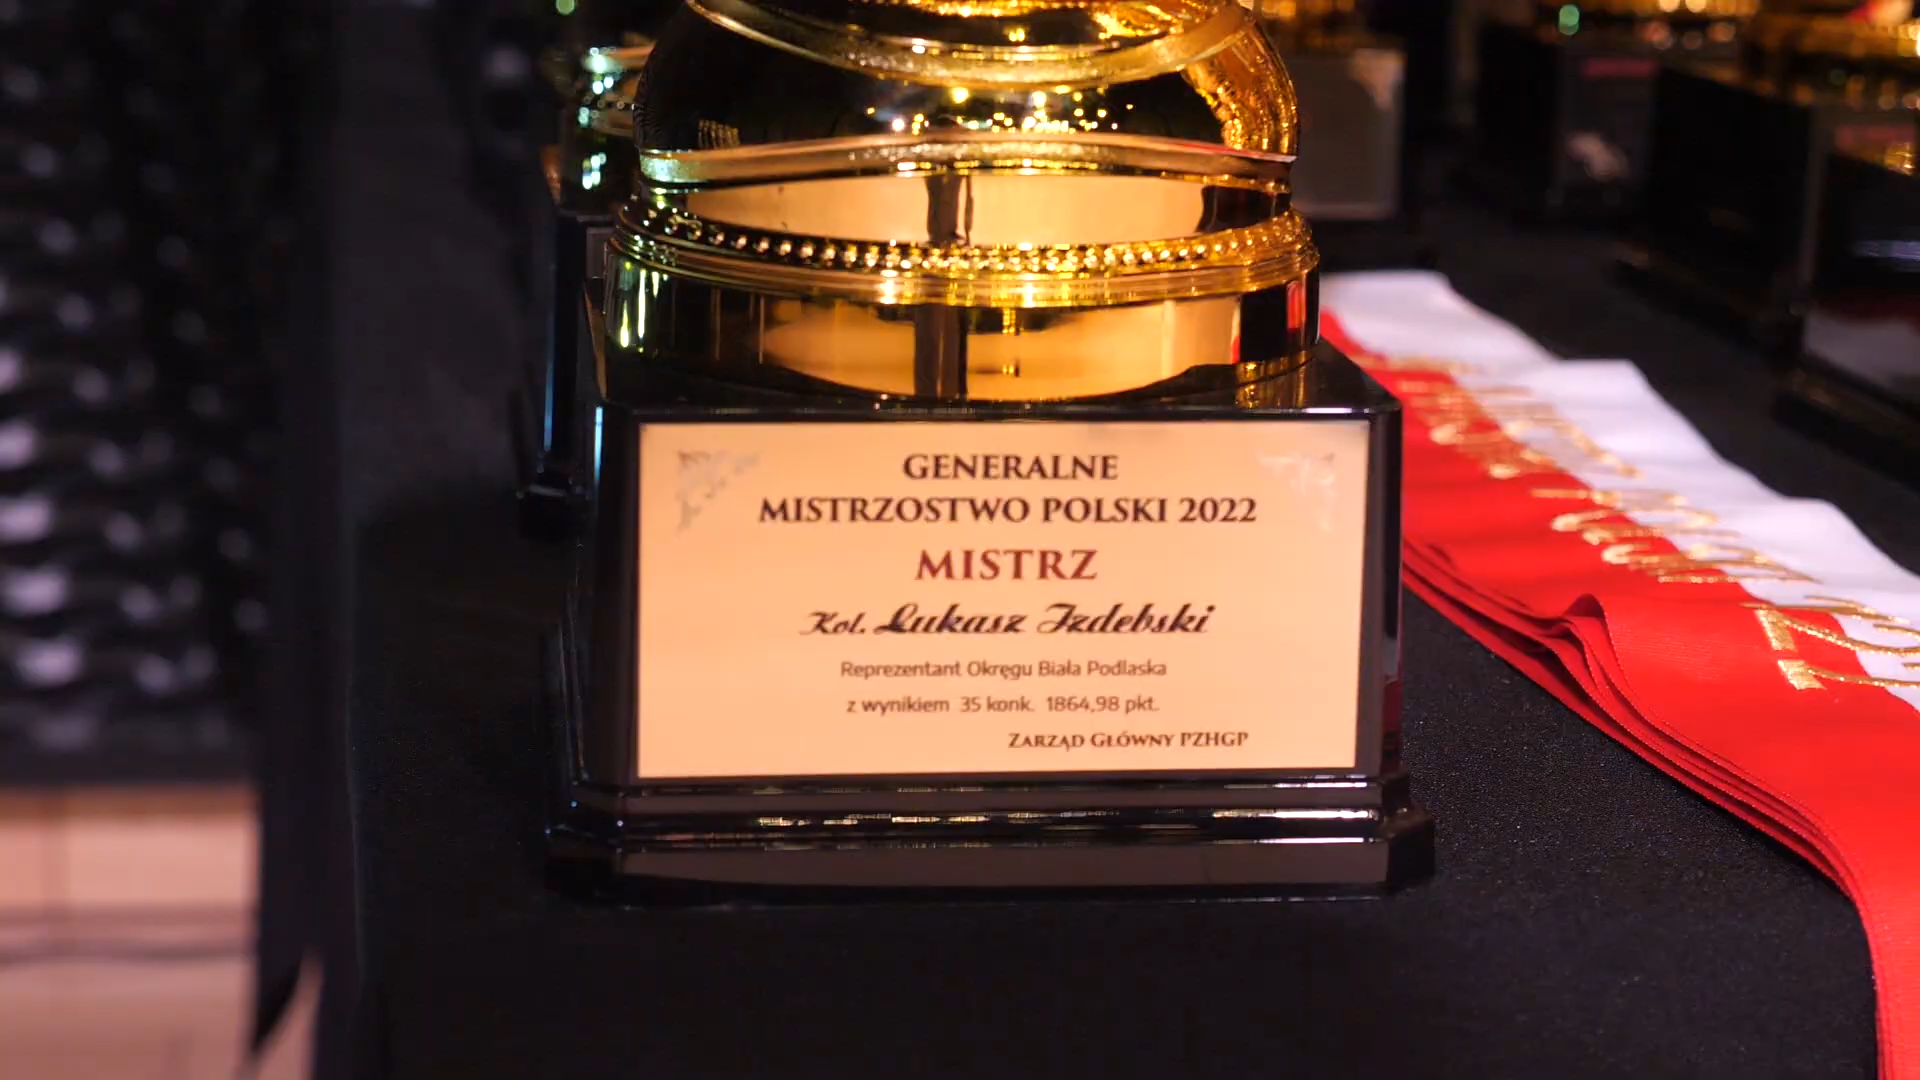 GENERALNE
MISTRZOSTWO POLSKI 2022
MISTRZ
Kol. Łukasz Izdebski
Reprezentant Okręgu Biała Podlaska
z wynikiem 35 konk. 1864,98 pkt.
ZARZĄD GŁÓWNY PZHGP